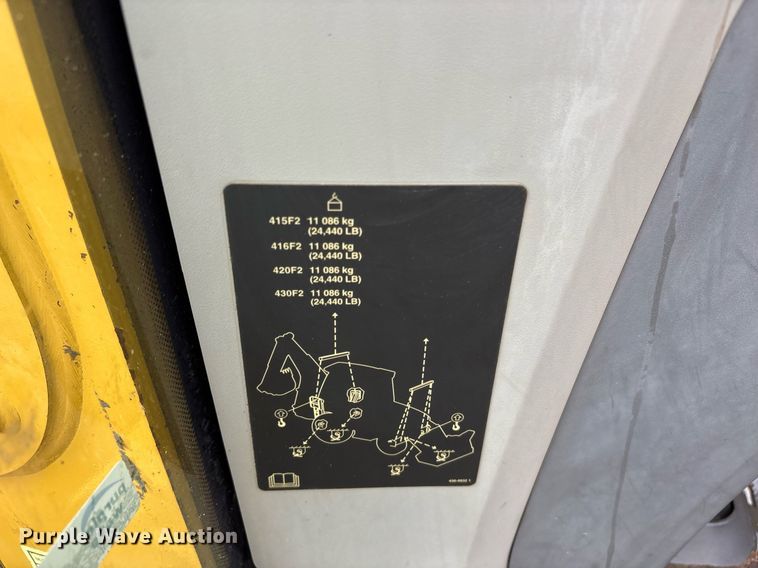 415F2 11 086 kg
(24,440 LB)
416F2 11 086 kg
(24,440 LB)
420F2 11 086 kg
(24,440 LB)
430F2 11 086 kg
(24,440 LB)
Purple Wave Auction